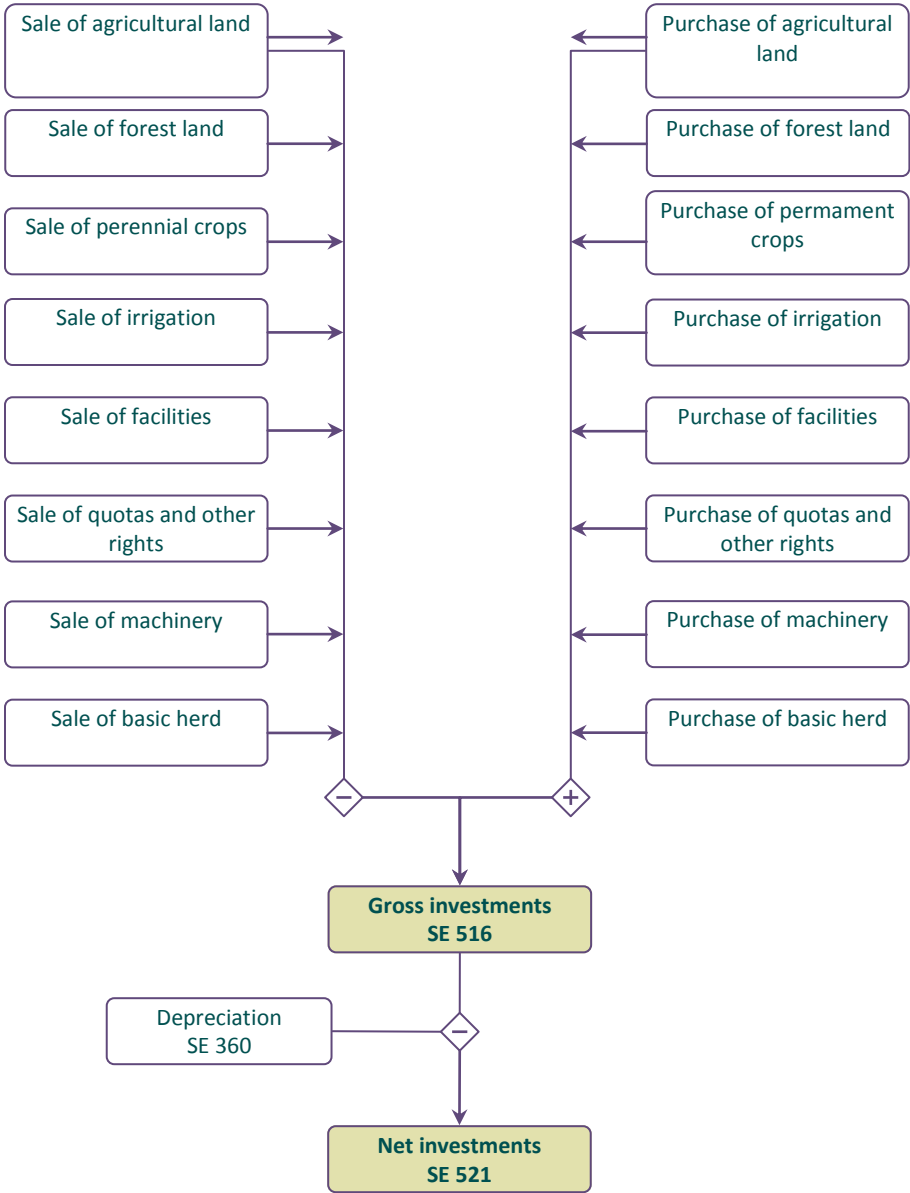 Sale of agricultural land
Purchase of agricultural
land
Sale of forest land
Purchase of forest land
Sale of perennial crops
Purchase of permament
crops
Sale of irrigation
Purchase of irrigation
Sale of facilities
Purchase of facilities
Sale of quotas and other
rights
Purchase of quotas and
other rights
Sale of machinery
Purchase of machinery
Sale of basic herd
Purchase of basic herd
−
+
Gross investments
SE 516
Depreciation
SE 360
−
Net investments
SE 521